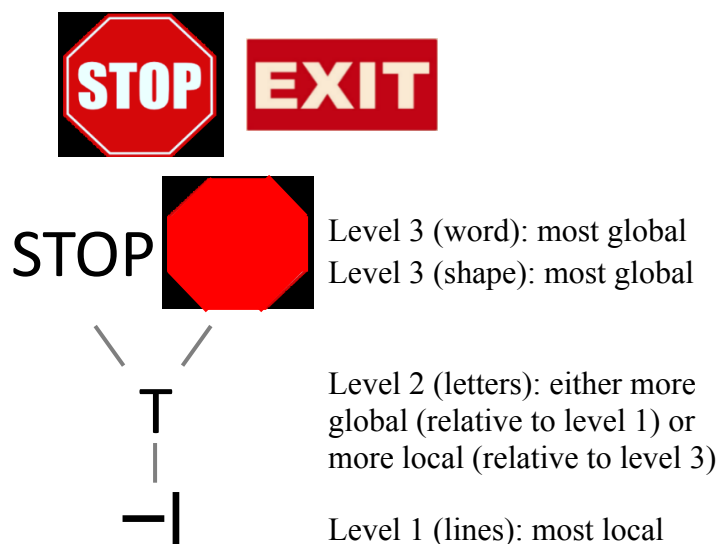 STOP EXIT
STOP
Level 3 (word): most global
Level 3 (shape): most global
T
Level 2 (letters): either more
global (relative to level 1) or
more local (relative to level 3)
Level 1 (lines): most local